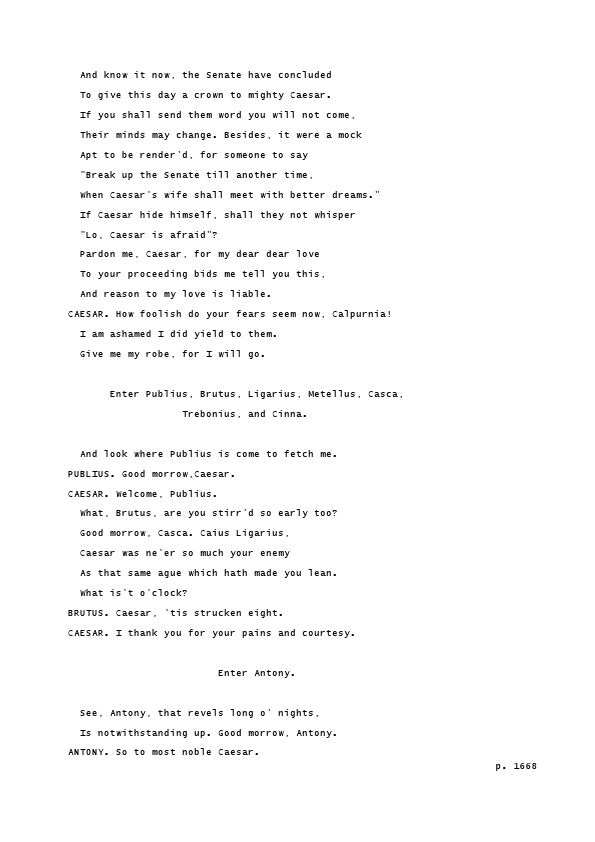 And know it now, the Senate have concluded
To give this day a crown to mighty Caesar.
If you shall send them word you will not come,
Their minds may change. Besides, it were a mock
Apt to be render'd, for someone to say
"Break up the Senate till another time,
When Caesar's wife shall meet with better dreams."
If Caesar hide himself, shall they not whisper
"Lo, Caesar is afraid"?
Pardon me, Caesar, for my dear dear love
To your proceeding bids me tell you this,
And reason to my love is liable.
CAESAR. How foolish do your fears seem now, Calpurnia!
I am ashamed I did yield to them.
Give me my robe, for I will go.
Enter Publius, Brutus, Ligarius, Metellus, Casca,
Trebonius, and Cinna.
And look where Publius is come to fetch me.
PUBLIUS. Good morrow,Caesar.
CAESAR. Welcome, Publius.
What, Brutus, are you stirr'd so early too?
Good morrow, Casca. Caius Ligarius,
Caesar was ne'er so much your enemy
As that same ague which hath made you lean.
What is't o'clock?
BRUTUS. Caesar, 'tis strucken eight.
CAESAR. I thank you for your pains and courtesy.
Enter Antony.
See, Antony, that revels long o' nights,
Is notwithstanding up. Good morrow, Antony.
ANTONY. So to most noble Caesar.
p. 1668